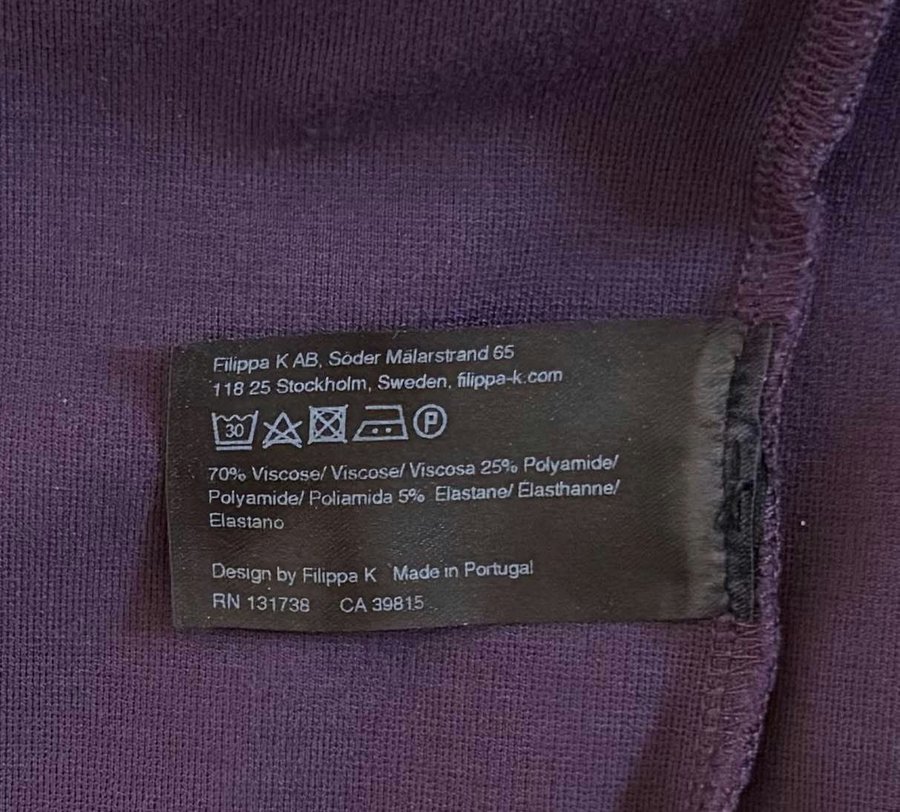 Filippa K AB, Söder Mälarstrand 65
118 25 Stockholm, Sweden, filippa-k.com
30 P
70% Viscose/ Viscose/ Viscosa 25% Polyamide/
Polyamide/ Poliamida 5% Elastane/ Élasthanne/
Elastano
Design by Filippa K Made in Portugal
RN 131738 CA 39815